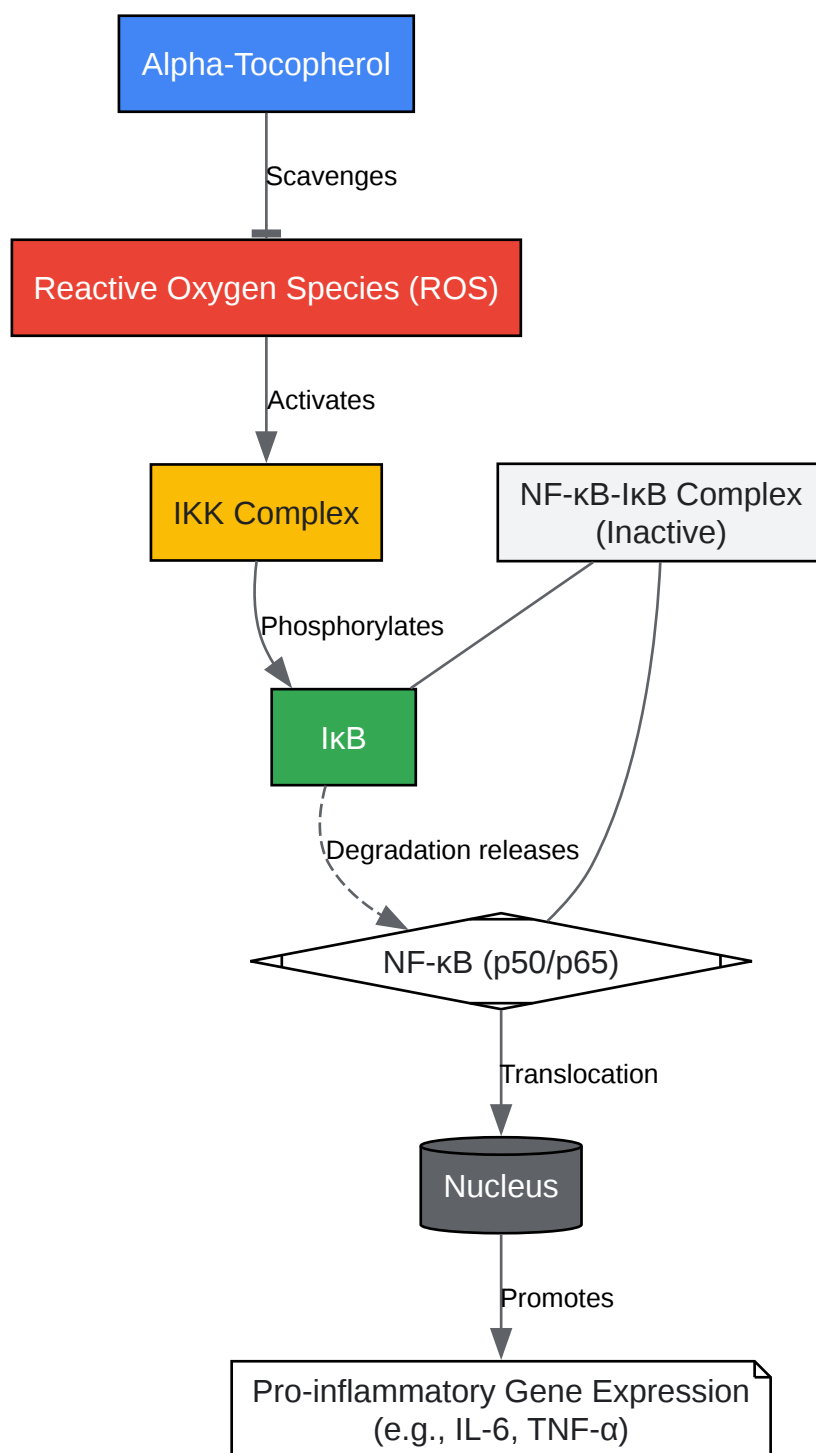 Alpha-Tocopherol
Scavenges
Reactive Oxygen Species (ROS)
Activates
IKK Complex
NF-κB-IκB Complex
(Inactive)
Phosphorylates
IκB
Degradation releases
NF-κB (p50/p65)
Translocation
Nucleus
Promotes
Pro-inflammatory Gene Expression
(e.g., IL-6, TNF-α)